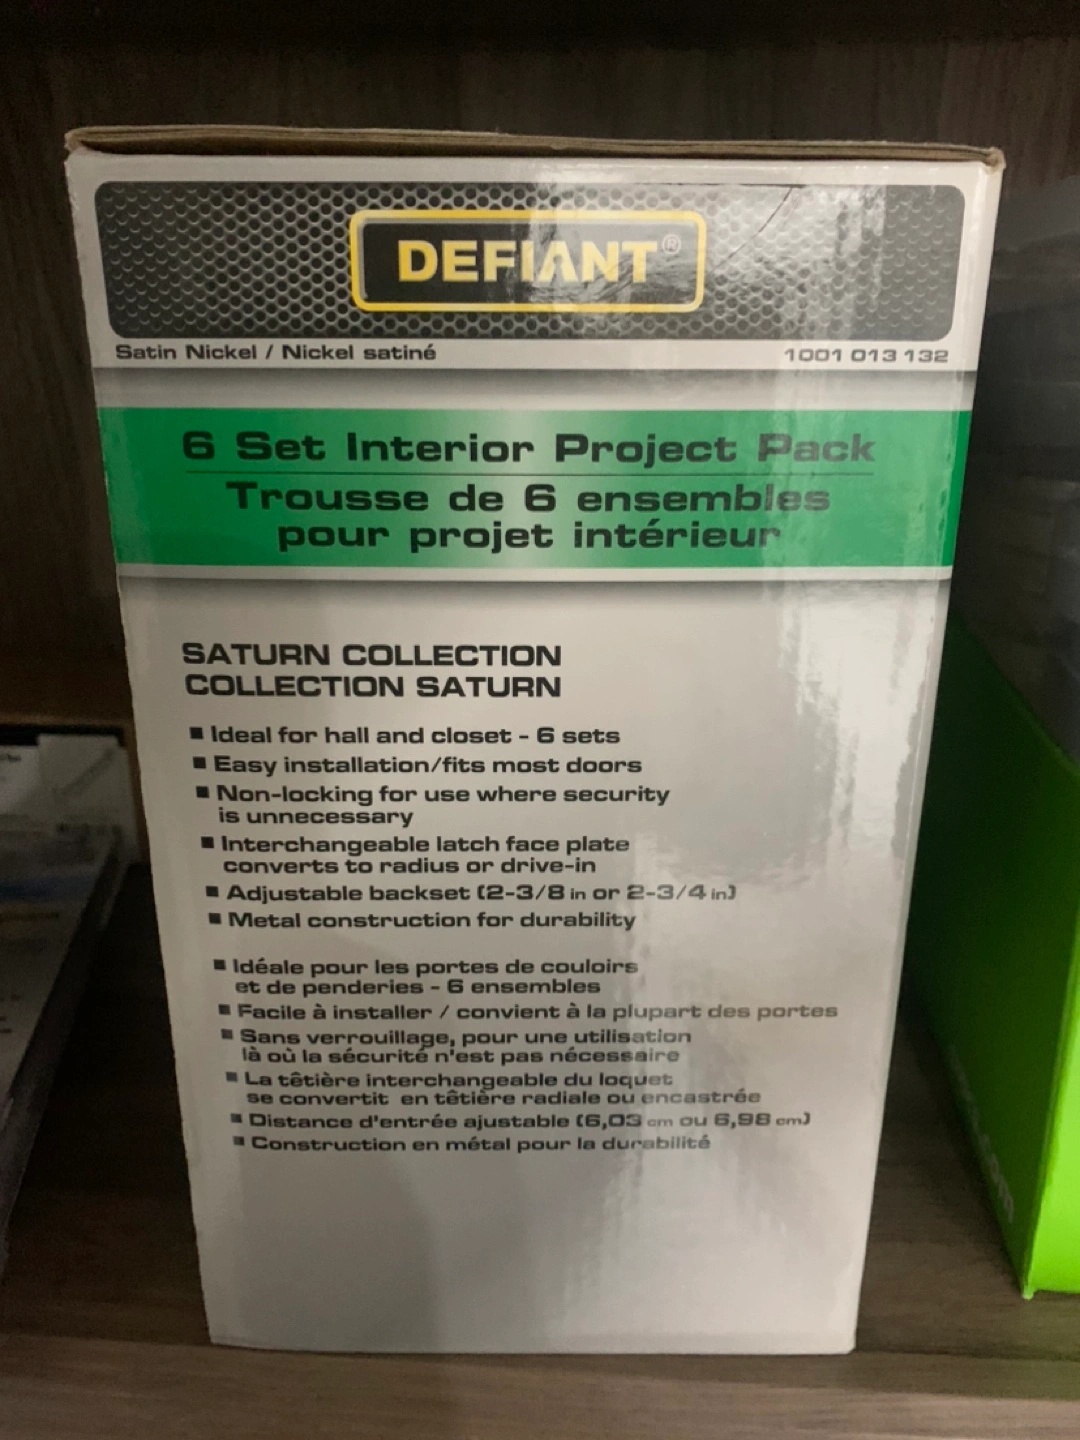 DEFIANT®
Satin Nickel / Nickel satiné 1001 013 132
6 Set Interior Project Pack
Trousse de 6 ensembles
pour projet intérieur
SATURN COLLECTION
COLLECTION SATURN
■ Ideal for hall and closet - 6 sets
■ Easy installation/fits most doors
■ Non-locking for use where security
is unnecessary
■ Interchangeable latch face plate
converts to radius or drive-in
■ Adjustable backset (2-3/8 in or 2-3/4 in)
■ Metal construction for durability
■ Idéale pour les portes de couloirs
et de penderies - 6 ensembles
■ Facile à installer / convient à la plupart des portes
■ Sans verrouillage, pour une utilisation
là où la sécurité n'est pas nécessaire
■ La têtière interchangeable du loquet
se convertit en têtière radiale ou encastrée
■ Distance d'entrée ajustable (6,03 cm ou 6,98 cm)
■ Construction en métal pour la durabilité